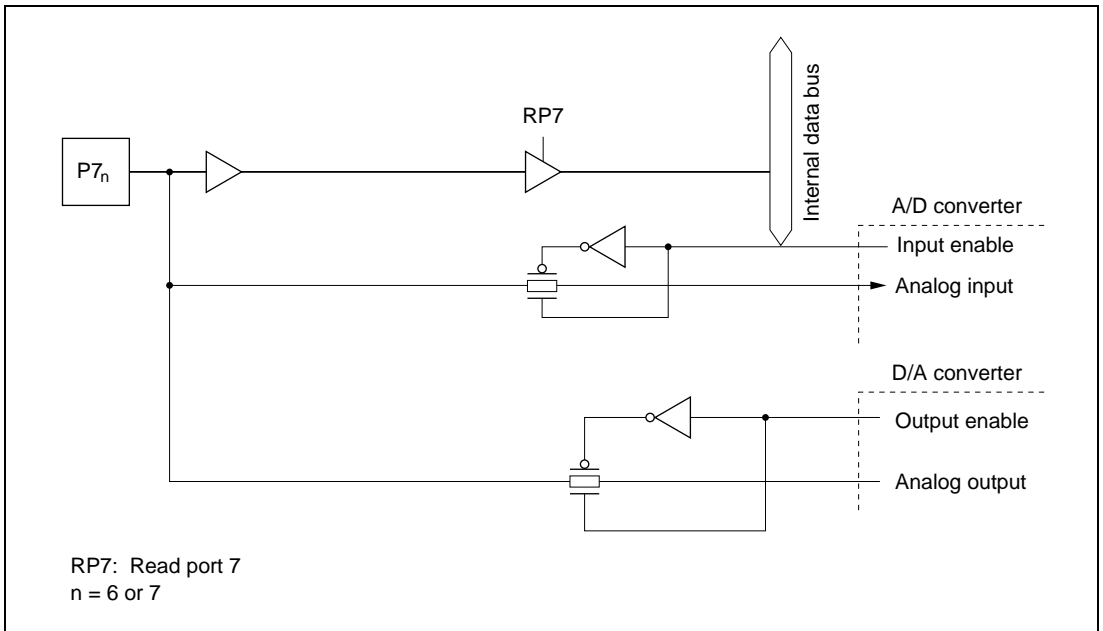 RP7
P7n
Internal data bus
A/D converter
Input enable
Analog input
D/A converter
Output enable
Analog output
RP7: Read port 7
n = 6 or 7